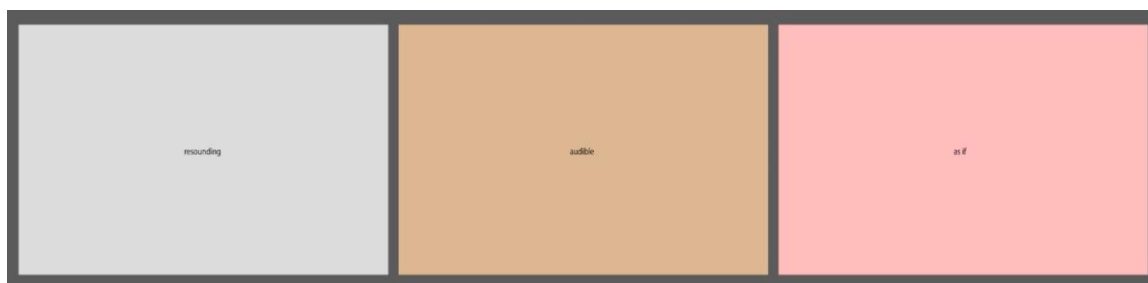 resounding
audible
as if